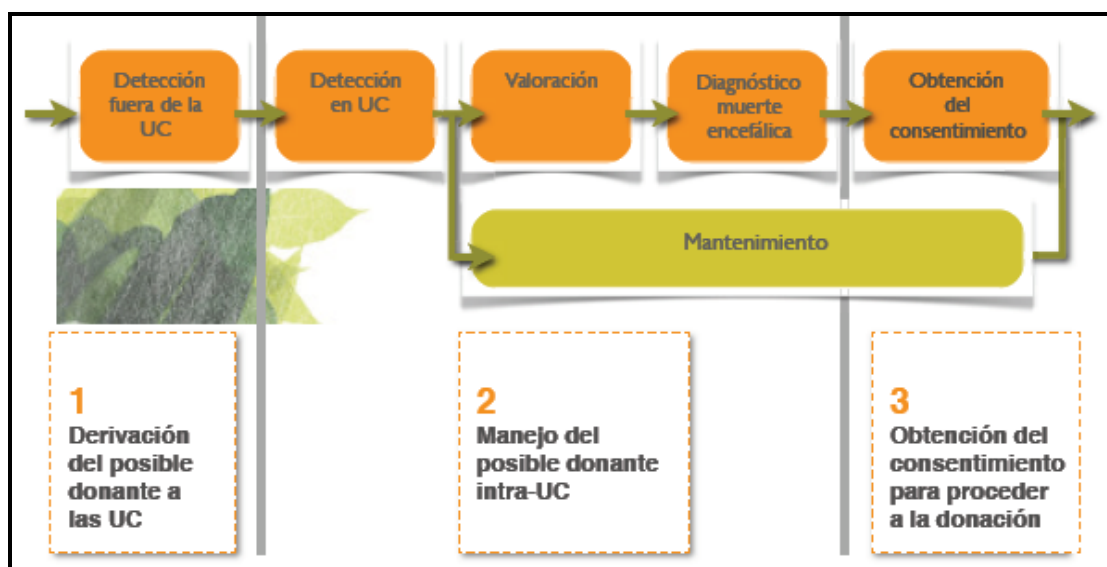 Detección
fuera de la
UC
Detección
en UC
Valoración
Diagnóstico
muerte
encefálica
Obtención
del
consentimiento
Mantenimiento
1
Derivación
del posible
donante a
las UC
2
Manejo del
posible donante
intra-UC
3
Obtención del
consentimiento
para proceder
a la donación